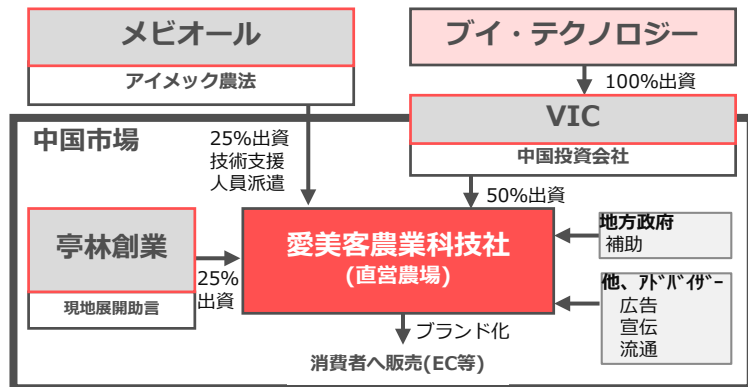 メビオール
アイメック農法
ブイ・テクノロジー
100%出資
VIC
中国投資会社
中国市場
25%出資
技術支援
人員派遣
50%出資
亭林創業
現地展開助言
25%
出資
愛美客農業科技社
(直営農場)
地方政府
補助
他、ｱﾄﾞﾊﾞｲｻﾞｰ
広告
宣伝
流通
ブランド化
消費者へ販売(EC等)